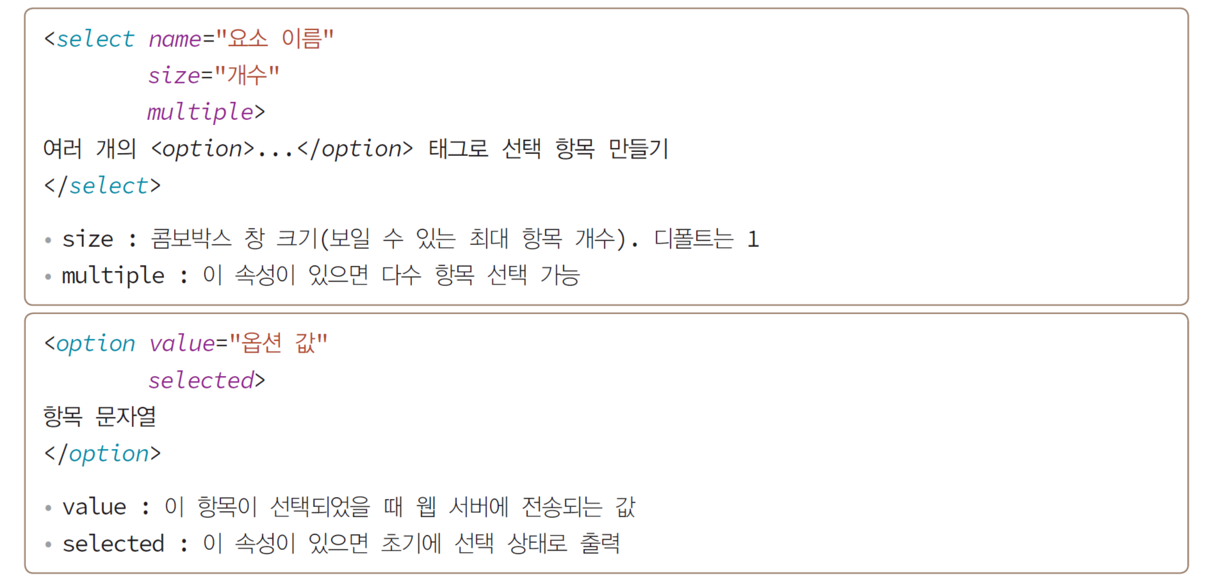 <select name="요소 이름"
size="개수"
multiple>
여러 개의 <option>...</option> 태그로 선택 항목 만들기
</select>
• size : 콤보박스 창 크기(보일 수 있는 최대 항목 개수). 디폴트는 1
• multiple : 이 속성이 있으면 다수 항목 선택 가능
<option value="옵션 값"
selected>
항목 문자열
</option>
• value : 이 항목이 선택되었을 때 웹 서버에 전송되는 값
• selected : 이 속성이 있으면 초기에 선택 상태로 출력